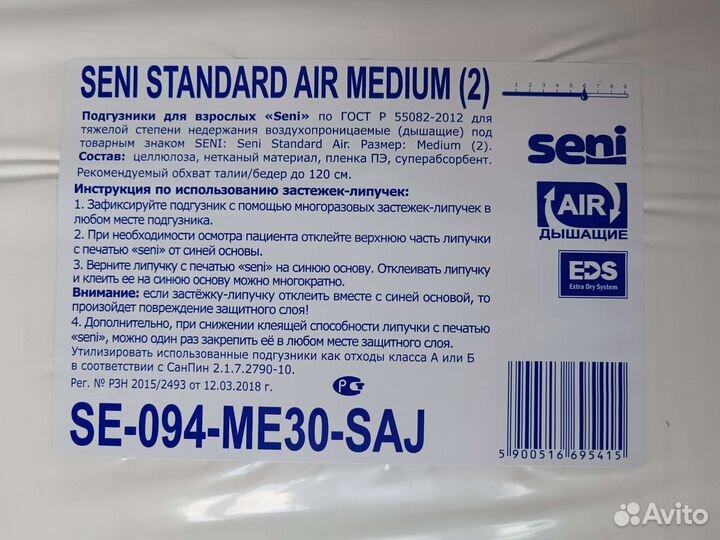 SENI STANDARD AIR MEDIUM (2)
1 2 3 4 5 6 7 8 9
Подгузники для взрослых «Seni» по ГОСТ Р 55082-2012 для
тяжелой степени недержания воздухопроницаемые (дышащие) под
товарным знаком SENI: Seni Standard Air. Размер: Medium (2).
Состав: целлюлоза, нетканый материал, пленка ПЭ, суперабсорбент.
Рекомендуемый обхват талии/бедер до 120 см.
Инструкция по использованию застежек-липучек:
1. Зафиксируйте подгузник с помощью многоразовых застежек-липучек в
любом месте подгузника.
2. При необходимости осмотра пациента отклейте верхнюю часть липучки
с печатью «seni» от синей основы.
3. Верните липучку с печатью «seni» на синюю основу. Отклеивать липучку
и клеить ее на синюю основу можно многократно.
Внимание: если застёжку-липучку отклеить вместе с синей основой, то
произойдет повреждение защитного слоя!
4. Дополнительно, при снижении клеящей способности липучки с печатью
«seni», можно один раз закрепить её в любом месте защитного слоя.
Утилизировать использованные подгузники как отходы класса А или Б
в соответствии с СанПин 2.1.7.2790-10.
Рег. № РЗН 2015/2493 от 12.03.2018 г.
РСТ
SE-094-ME30-SAJ
seni
AIR
ДЫШАЩИЕ
EDS
Extra Dry System
5 900516 695415
Avito